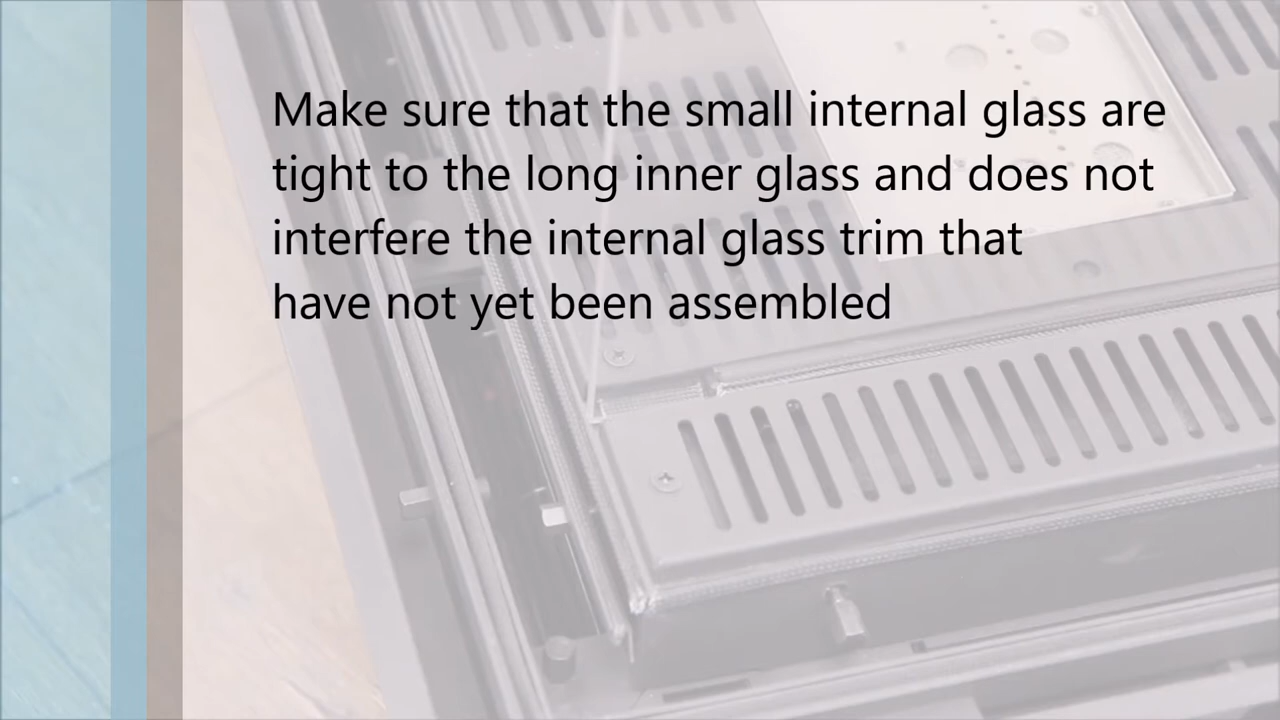 Make sure that the small internal glass are
tight to the long inner glass and does not
interfere the internal glass trim that
have not yet been assembled